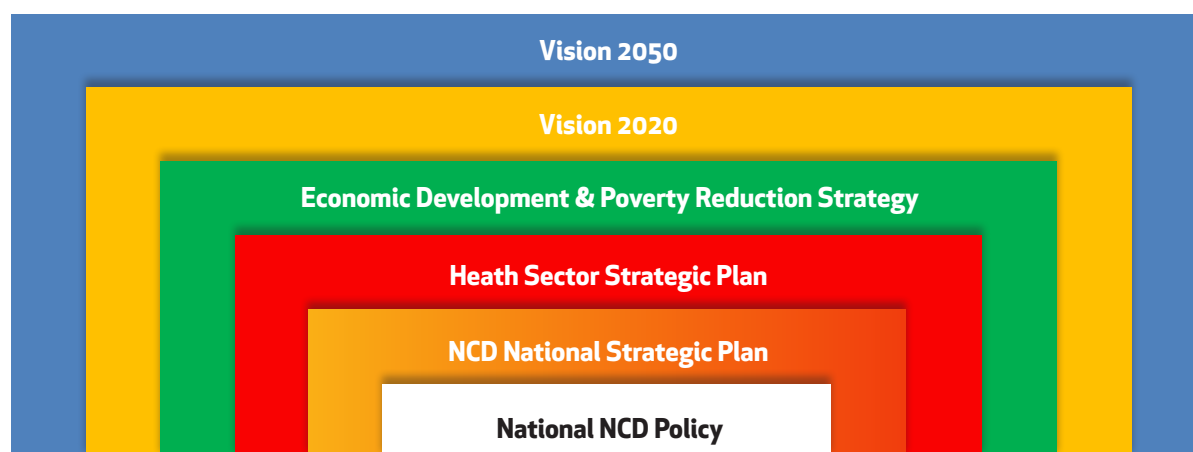 Vision 2050
Vision 2020
Economic Development & Poverty Reduction Strategy
Heath Sector Strategic Plan
NCD National Strategic Plan
National NCD Policy